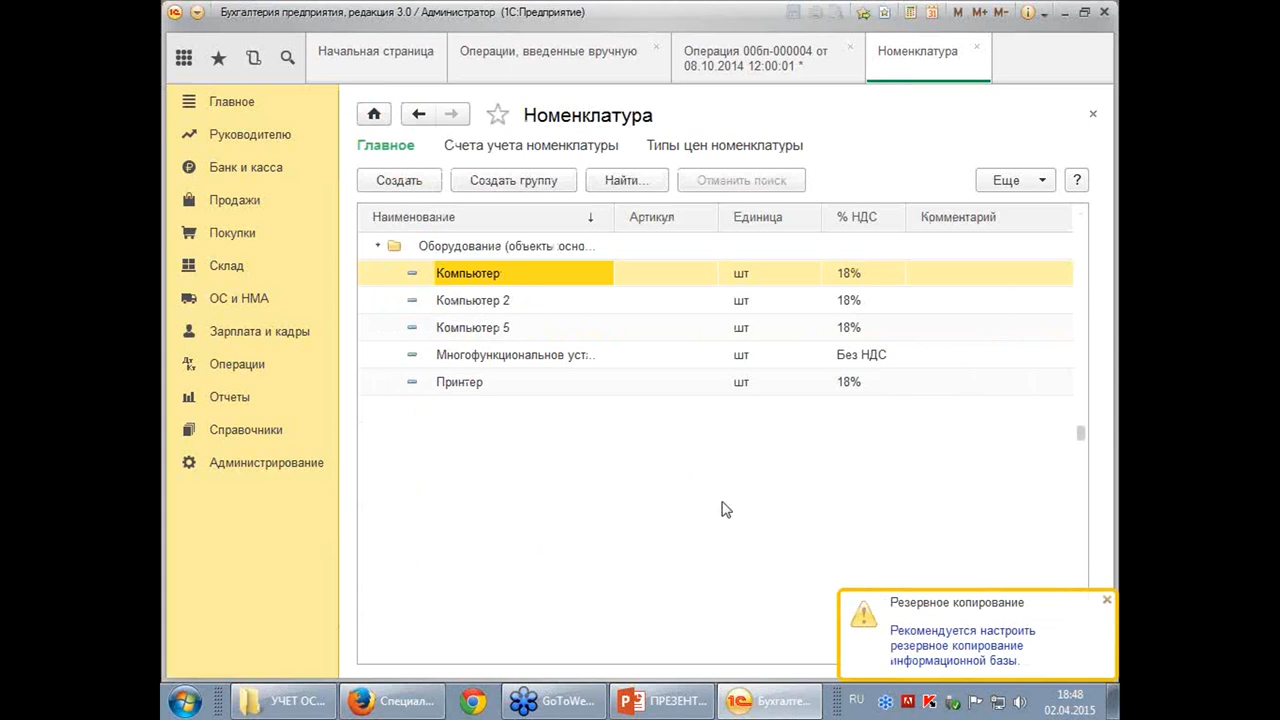 Бухгалтерия предприятия, редакция 3.0 / Администратор (1С:Предприятие)
M M+ M-
Начальная страница
Операции, введенные вручную
Операция 00бп-000004 от
08.10.2014 12:00:01 *
Номенклатура
Главное
Руководителю
Банк и касса
Продажи
Покупки
Склад
ОС и НМА
Зарплата и кадры
Операции
Отчеты
Справочники
Администрирование
Номенклатура
Главное Счета учета номенклатуры Типы цен номенклатуры
Создать Создать группу Найти... Отменить поиск Еще ?
Наименование ↓ Артикул Единица % НДС Комментарий
Оборудование (объекты осно...
Компьютер шт 18%
Компьютер 2 шт 18%
Компьютер 5 шт 18%
Многофункциональное уст... шт Без НДС
Принтер шт 18%
Резервное копирование
Рекомендуется настроить
резервное копирование
информационной базы.
УЧЕТ ОС... Специал... GoToWe... ПРЕЗЕНТ... Бухгалте... RU 18:48
02.04.2015